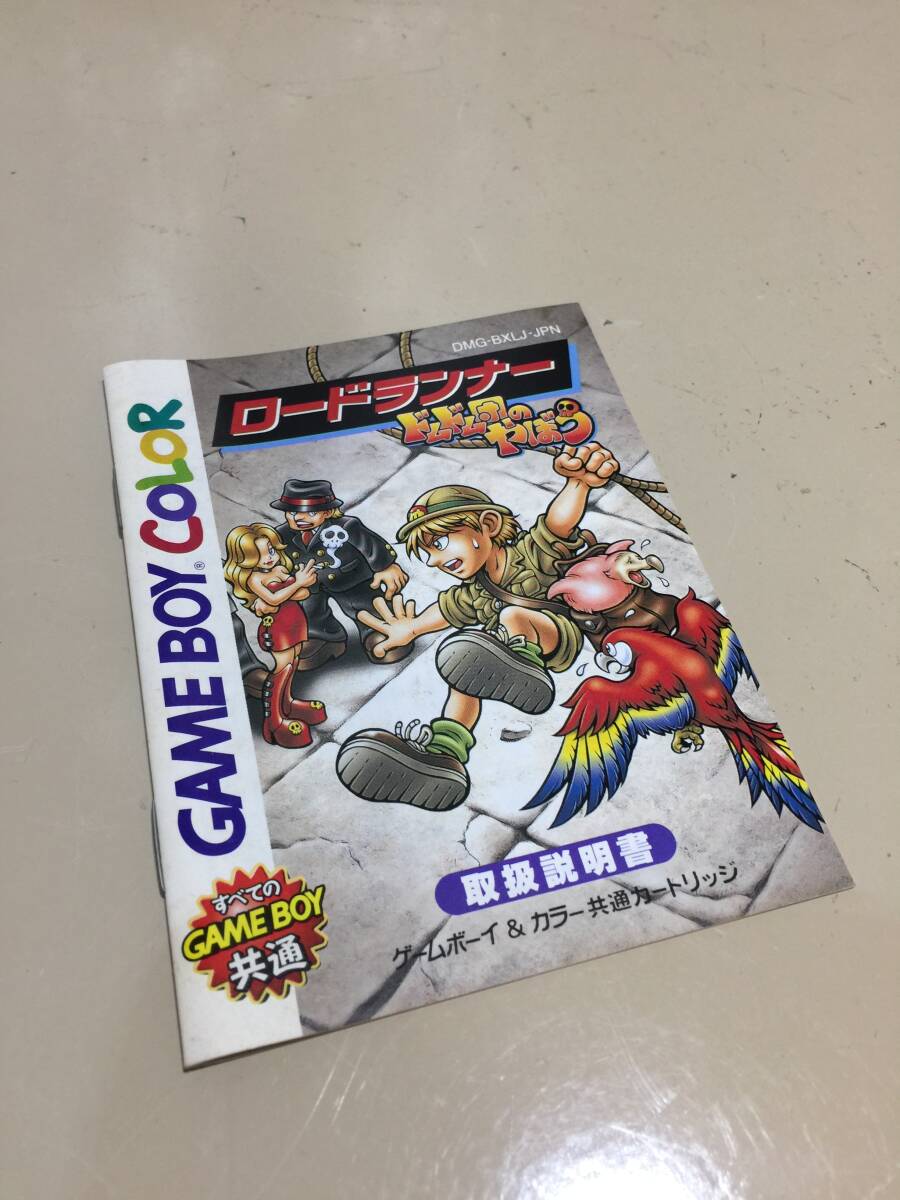 DMG-BXLJ-JPN
ロードランナー
ドムドム団の
やぼう
GAME BOY® COLOR
取扱説明書
ゲームボーイ & カラー共通カートリッジ
すべての
GAME BOY
共通